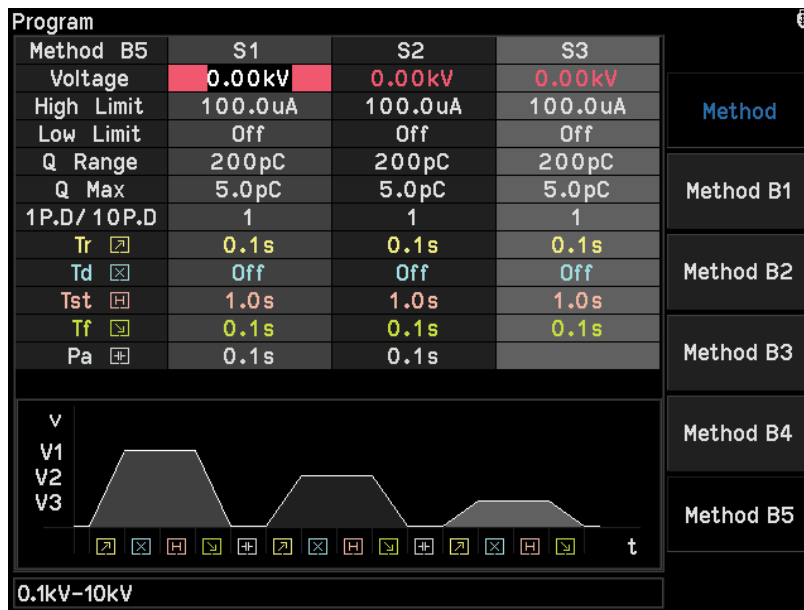 Program
Method B5 S1 S2 S3
Voltage 0.00kV 0.00kV 0.00kV
High Limit 100.0uA 100.0uA 100.0uA
Low Limit Off Off Off
Q Range 200pC 200pC 200pC
Q Max 5.0pC 5.0pC 5.0pC
1P.D/10P.D 1 1 1
Tr 0.1s 0.1s 0.1s
Td Off Off Off
Tst H 1.0s 1.0s 1.0s
Tf 0.1s 0.1s 0.1s
Pa 0.1s 0.1s
V
V1
V2
V3
H H H
t
0.1kV-10kV
Method
Method B1
Method B2
Method B3
Method B4
Method B5